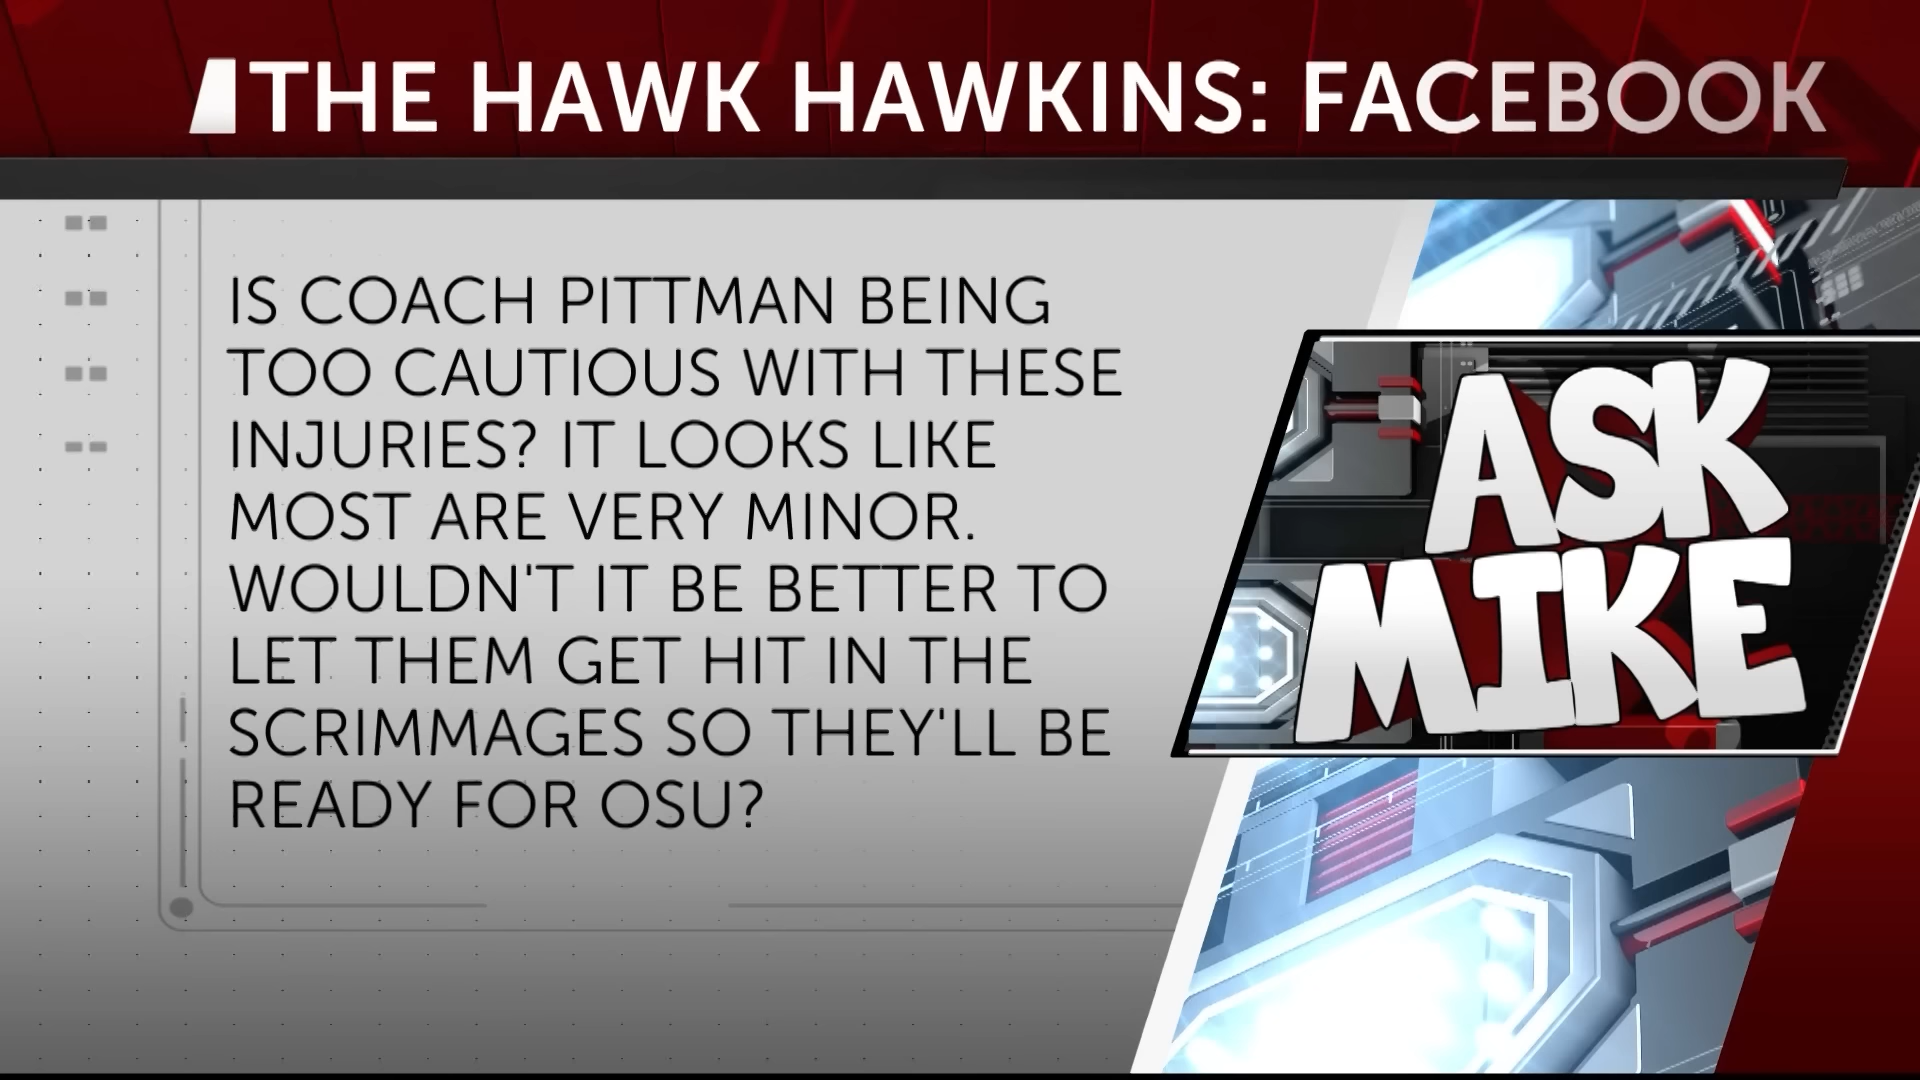 THE HAWK HAWKINS: FACEBOOK
IS COACH PITTMAN BEING
TOO CAUTIOUS WITH THESE
INJURIES? IT LOOKS LIKE
MOST ARE VERY MINOR.
WOULDN'T IT BE BETTER TO
LET THEM GET HIT IN THE
SCRIMMAGES SO THEY'LL BE
READY FOR OSU?
ASK
MIKE